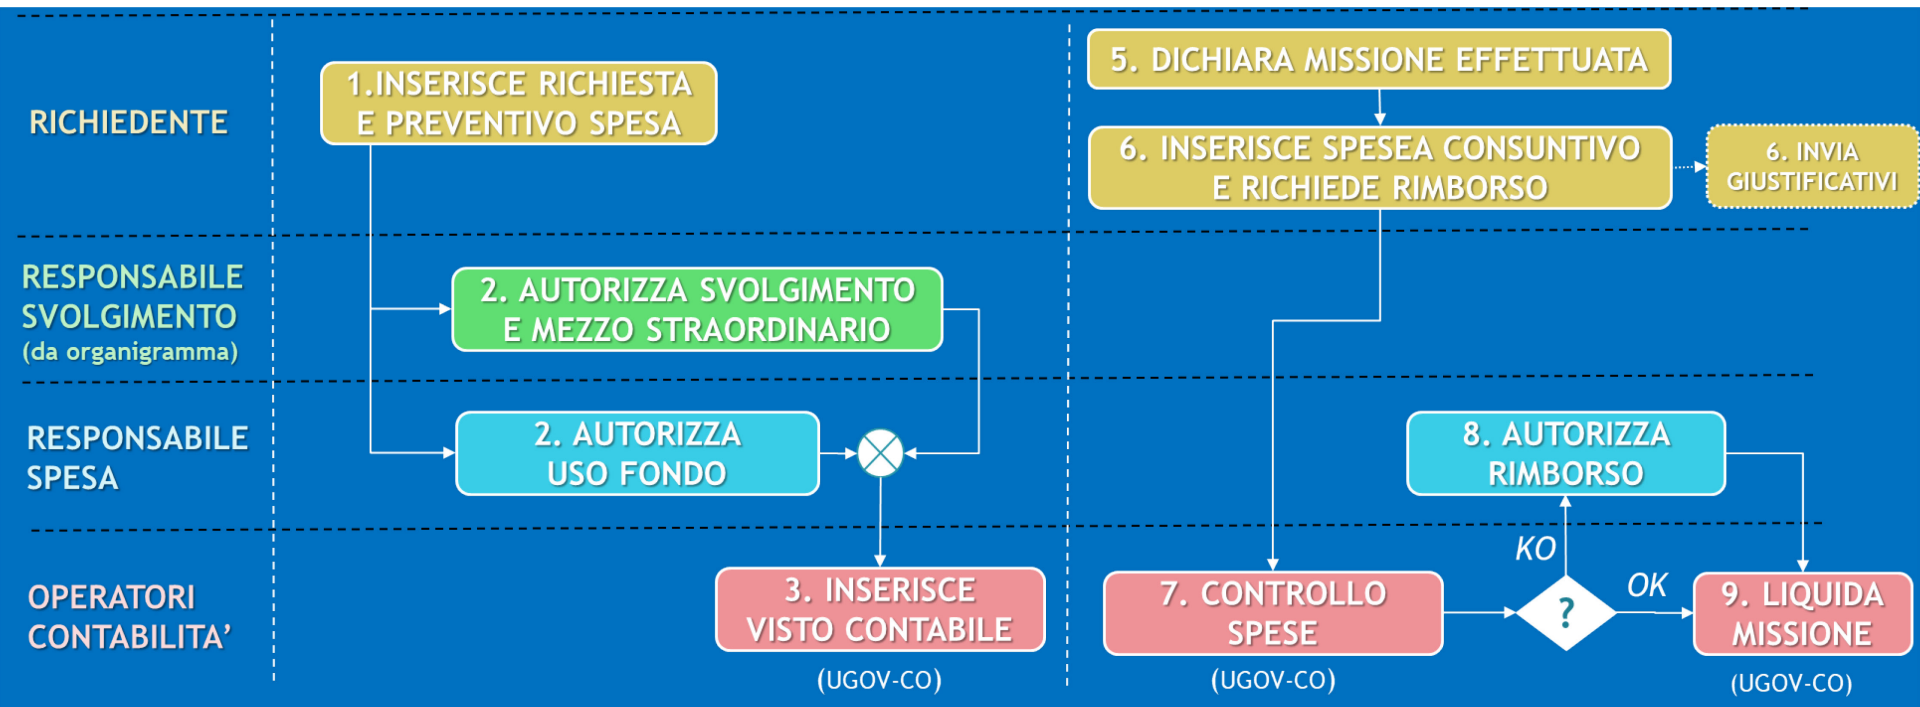 RICHIEDENTE
1.INSERISCE RICHIESTA
E PREVENTIVO SPESA
5. DICHIARA MISSIONE EFFETTUATA
6. INSERISCE SPESEA CONSUNTIVO
E RICHIEDE RIMBORSO
6. INVIA
GIUSTIFICATIVI
RESPONSABILE
SVOLGIMENTO
(da organigramma)
2. AUTORIZZA SVOLGIMENTO
E MEZZO STRAORDINARIO
RESPONSABILE
SPESA
2. AUTORIZZA
USO FONDO
8. AUTORIZZA
RIMBORSO
OPERATORI
CONTABILITA’
3. INSERISCE
VISTO CONTABILE
(UGOV-CO)
7. CONTROLLO
SPESE
(UGOV-CO)
?
KO
OK
9. LIQUIDA
MISSIONE
(UGOV-CO)